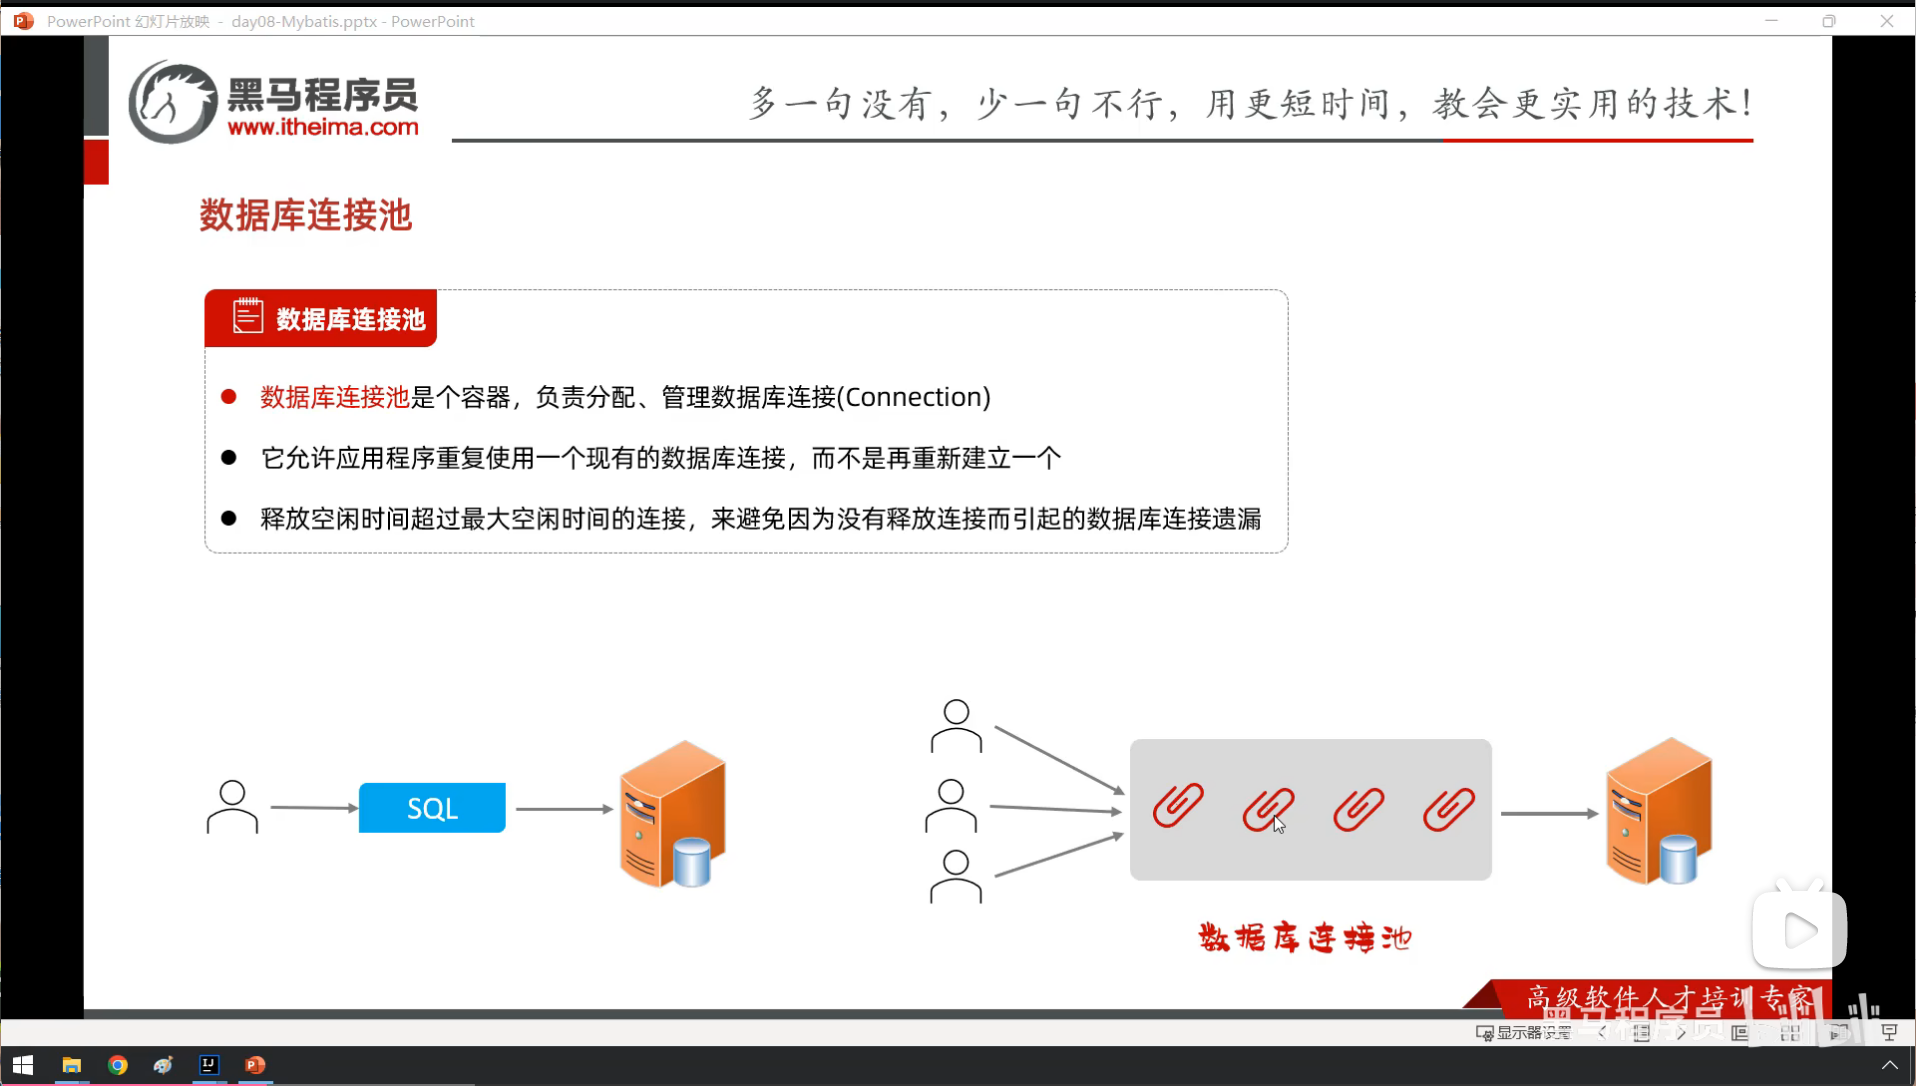 PowerPoint 幻灯片放映 - day08-Mybatis.pptx - PowerPoint
黑马程序员
www.itheima.com
多一句没有，少一句不行，用更短时间，教会更实用的技术！
数据库连接池
数据库连接池
数据库连接池是个容器，负责分配、管理数据库连接(Connection)
它允许应用程序重复使用一个现有的数据库连接，而不是再重新建立一个
释放空闲时间超过最大空闲时间的连接，来避免因为没有释放连接而引起的数据库连接遗漏
SQL
数据库连接池
高级软件人才培训专家
黑马程序员
显示器设置